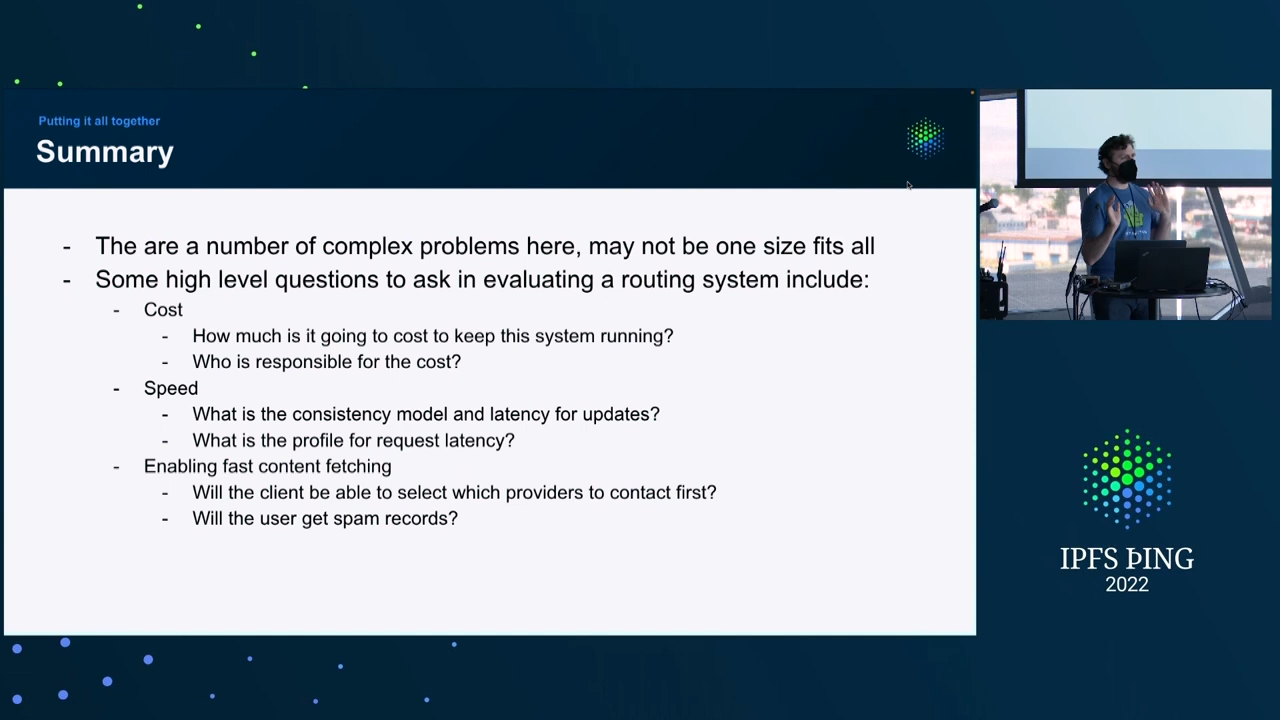 Putting it all together
Summary
- The are a number of complex problems here, may not be one size fits all
- Some high level questions to ask in evaluating a routing system include:
- Cost
- How much is it going to cost to keep this system running?
- Who is responsible for the cost?
- Speed
- What is the consistency model and latency for updates?
- What is the profile for request latency?
- Enabling fast content fetching
- Will the client be able to select which providers to contact first?
- Will the user get spam records?
IPFS ÞING
2022